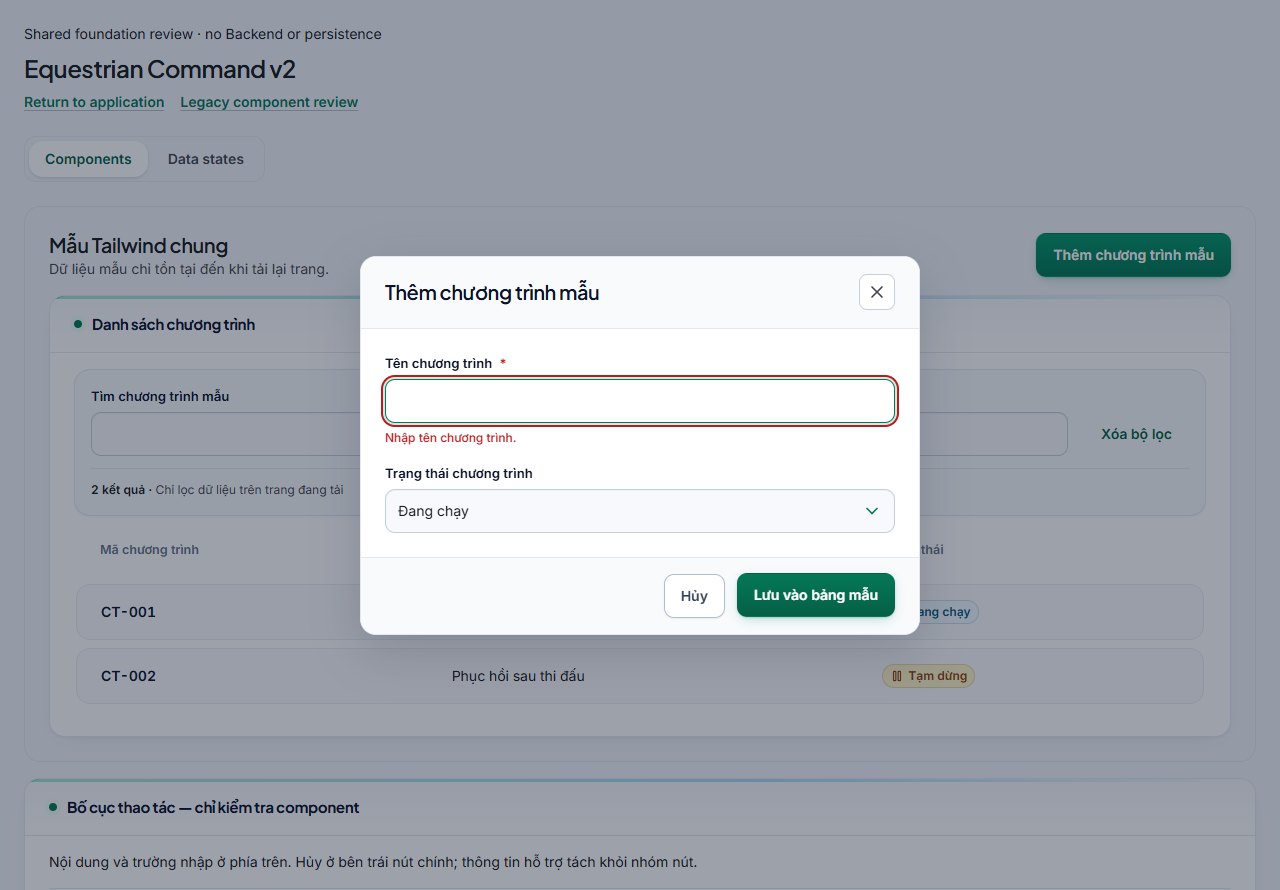 Shared foundation review · no Backend or persistence
Equestrian Command v2
Return to application Legacy component review
Components Data states
Mẫu Tailwind chung
Dữ liệu mẫu chỉ tồn tại đến khi tải lại trang.
Thêm chương trình mẫu
Danh sách chương trình
Tìm chương trình mẫu
Xóa bộ lọc
2 kết quả · Chỉ lọc dữ liệu trên trang đang tải
Mã chương trình
thái
CT-001
ang chạy
CT-002 Phục hồi sau thi đấu Tạm dừng
Thêm chương trình mẫu
Tên chương trình *
Nhập tên chương trình.
Trạng thái chương trình
Đang chạy
Hủy Lưu vào bảng mẫu
Bố cục thao tác — chỉ kiểm tra component
Nội dung và trường nhập ở phía trên. Hủy ở bên trái nút chính; thông tin hỗ trợ tách khỏi nhóm nút.